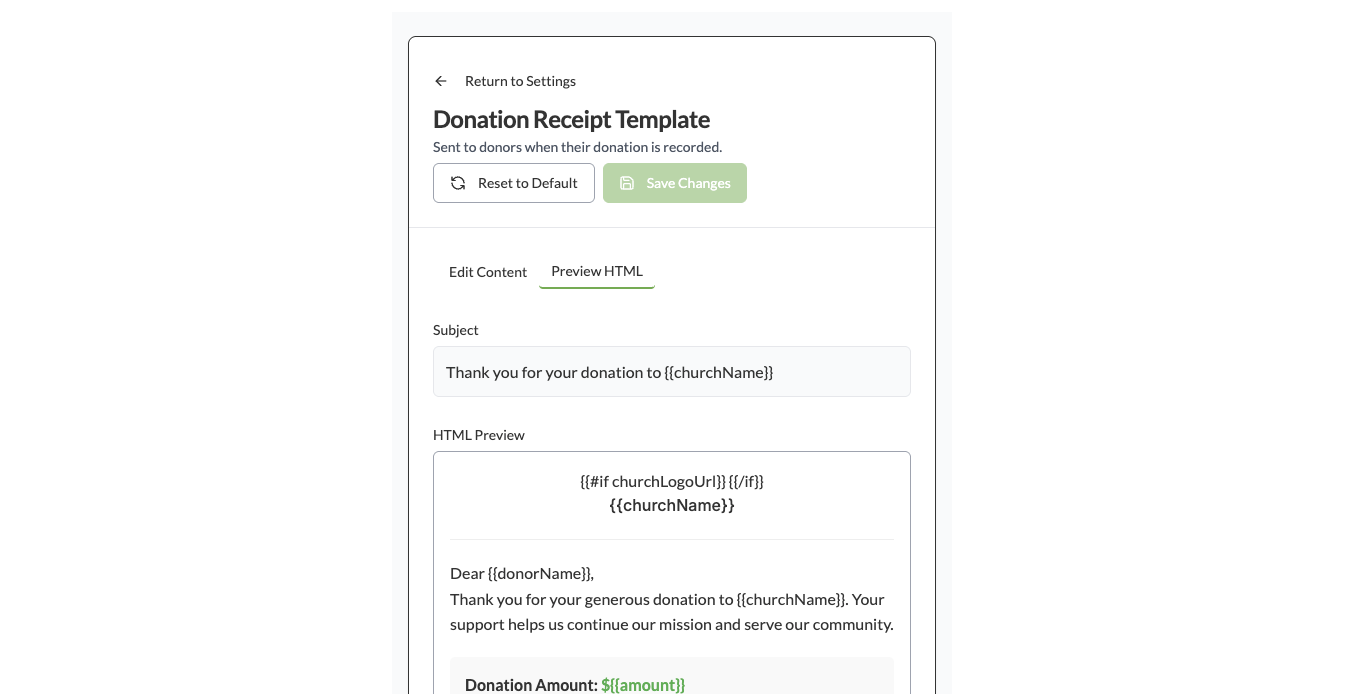 Return to Settings
Donation Receipt Template
Sent to donors when their donation is recorded.
Reset to Default
Save Changes
Edit Content
Preview HTML
Subject
Thank you for your donation to {{churchName}}
HTML Preview
{{#if churchLogoUrl}} {{/if}}
{{churchName}}
Dear {{donorName}},
Thank you for your generous donation to {{churchName}}. Your
support helps us continue our mission and serve our community.
Donation Amount: ${{amount}}